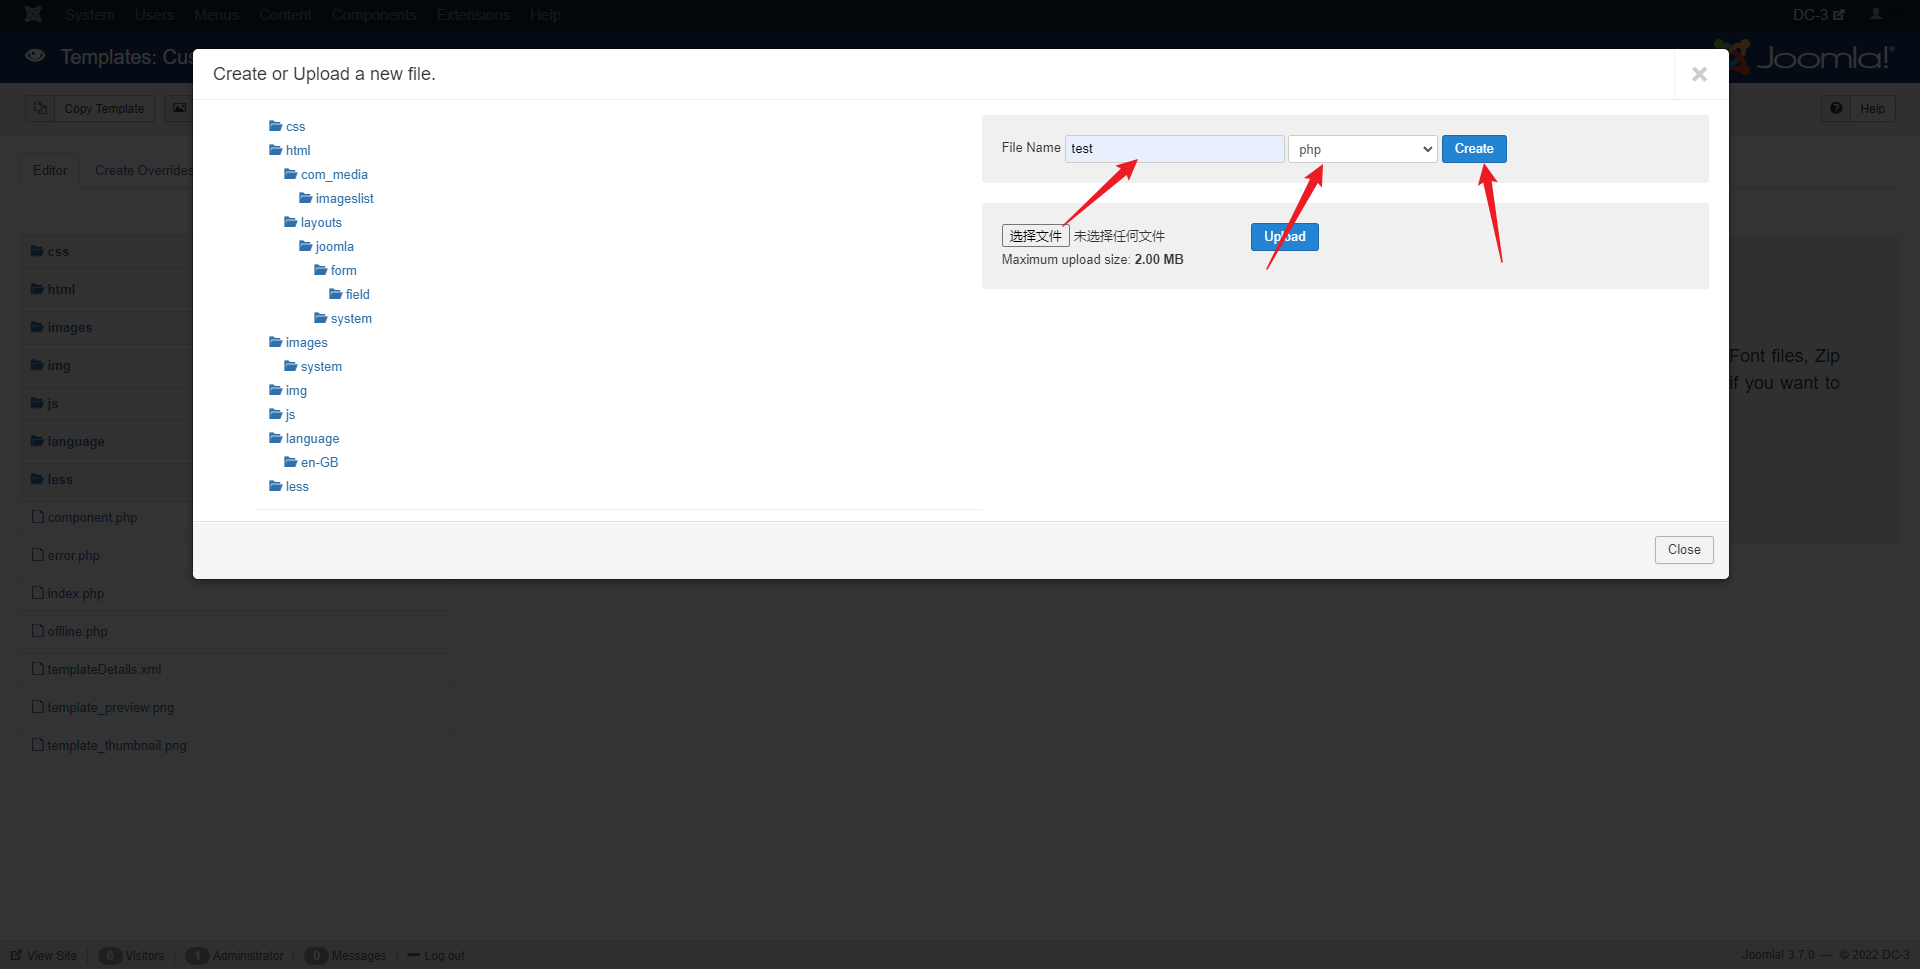 System Users Menus Content Components Extensions Help DC-3
Templates: Cus
Joomla!
Create or Upload a new file.
Copy Template
Help
Editor Create Overrides
css
html
images
img
js
language
less
component.php
error.php
index.php
offline.php
templateDetails.xml
template_preview.png
template_thumbnail.png
css
html
com_media
imageslist
layouts
joomla
form
field
system
images
system
img
js
language
en-GB
less
File Name test php Create
选择文件 未选择任何文件 Upload
Maximum upload size: 2.00 MB
Font files, Zip
if you want to
Close
View Site 0 Visitors 1 Administrator 0 Messages Log out
Joomla! 3.7.0 — © 2022 DC-3